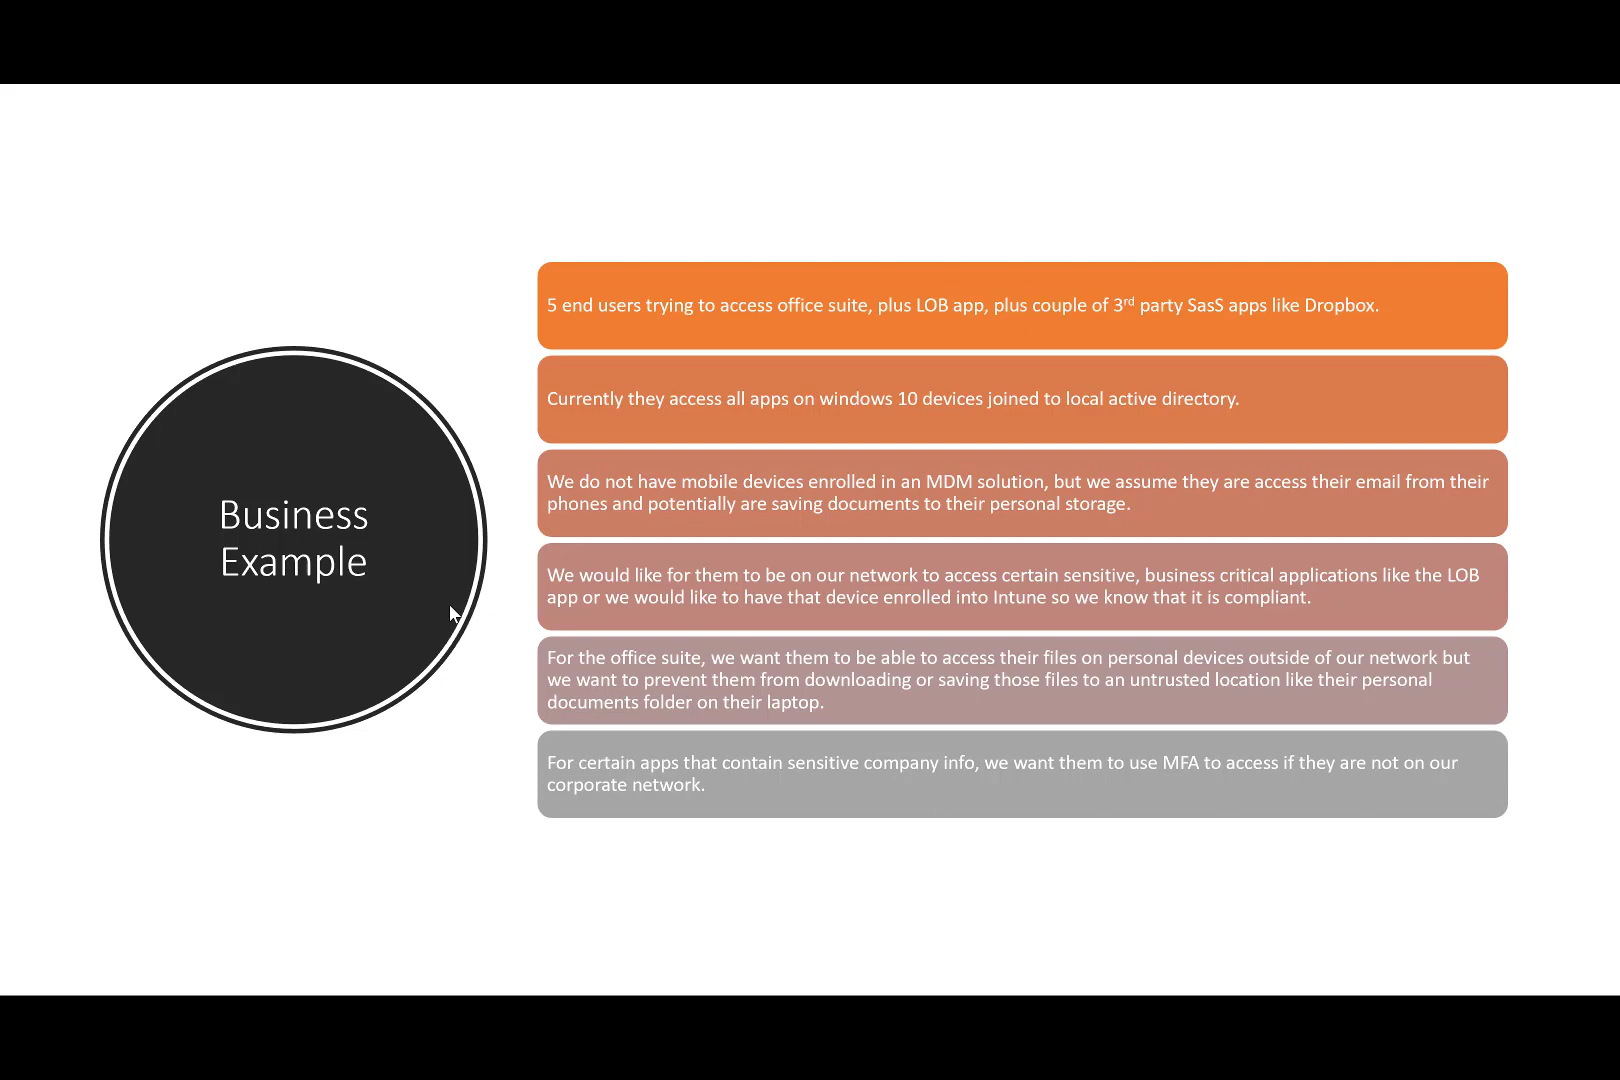 Business
Example
5 end users trying to access office suite, plus LOB app, plus couple of 3rd party SasS apps like Dropbox.
Currently they access all apps on windows 10 devices joined to local active directory.
We do not have mobile devices enrolled in an MDM solution, but we assume they are access their email from their
phones and potentially are saving documents to their personal storage.
We would like for them to be on our network to access certain sensitive, business critical applications like the LOB
app or we would like to have that device enrolled into Intune so we know that it is compliant.
For the office suite, we want them to be able to access their files on personal devices outside of our network but
we want to prevent them from downloading or saving those files to an untrusted location like their personal
documents folder on their laptop.
For certain apps that contain sensitive company info, we want them to use MFA to access if they are not on our
corporate network.